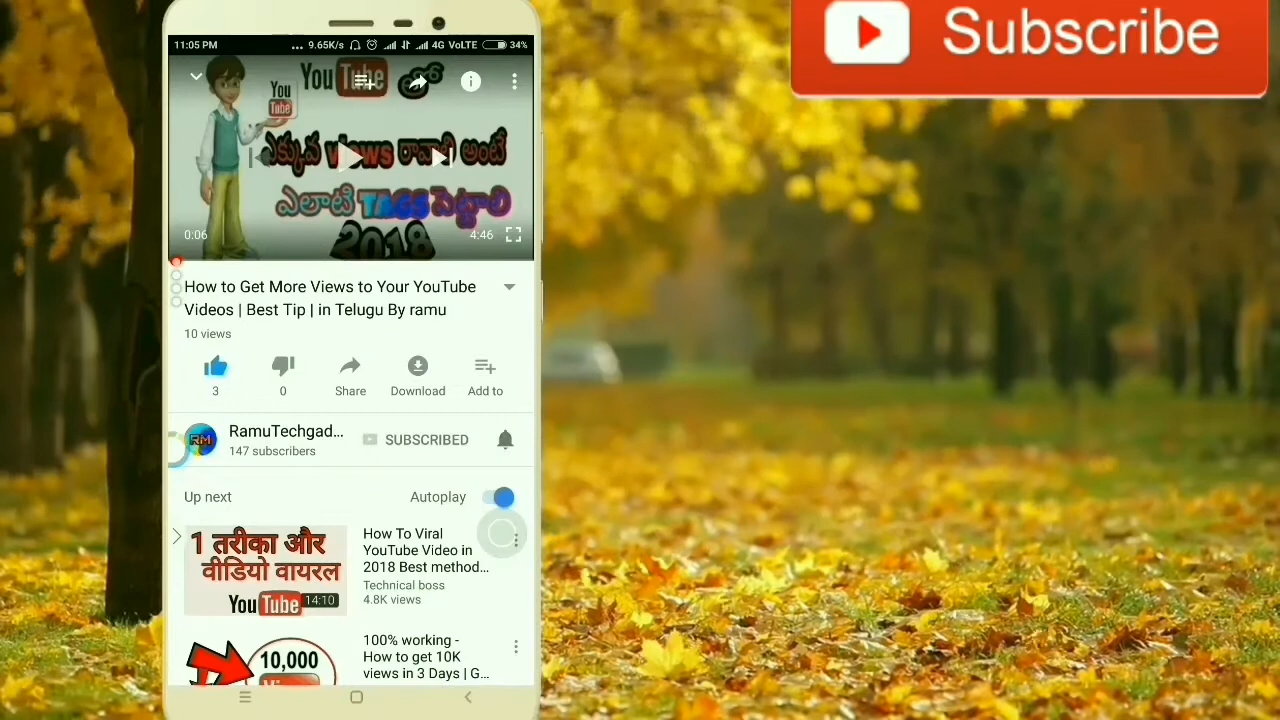 Subscribe
11:05 PM ... 9.65K/s 4G VoLTE 34%
YouTube లో
You
Tube
ఎక్కువ views రావాలి అంటే
ఎలాటి TAGS పెట్టాలి
2018
0:06 4:46
How to Get More Views to Your YouTube
Videos | Best Tip | in Telugu By ramu
10 views
3 0 Share Download Add to
RM RamuTechgad... SUBSCRIBED
147 subscribers
Up next Autoplay
1 तरीका और
वीडियो वायरल
YouTube 14:10
How To Viral
YouTube Video in
2018 Best method...
Technical boss
4.8K views
10,000
100% working -
How to get 10K
views in 3 Days | G...